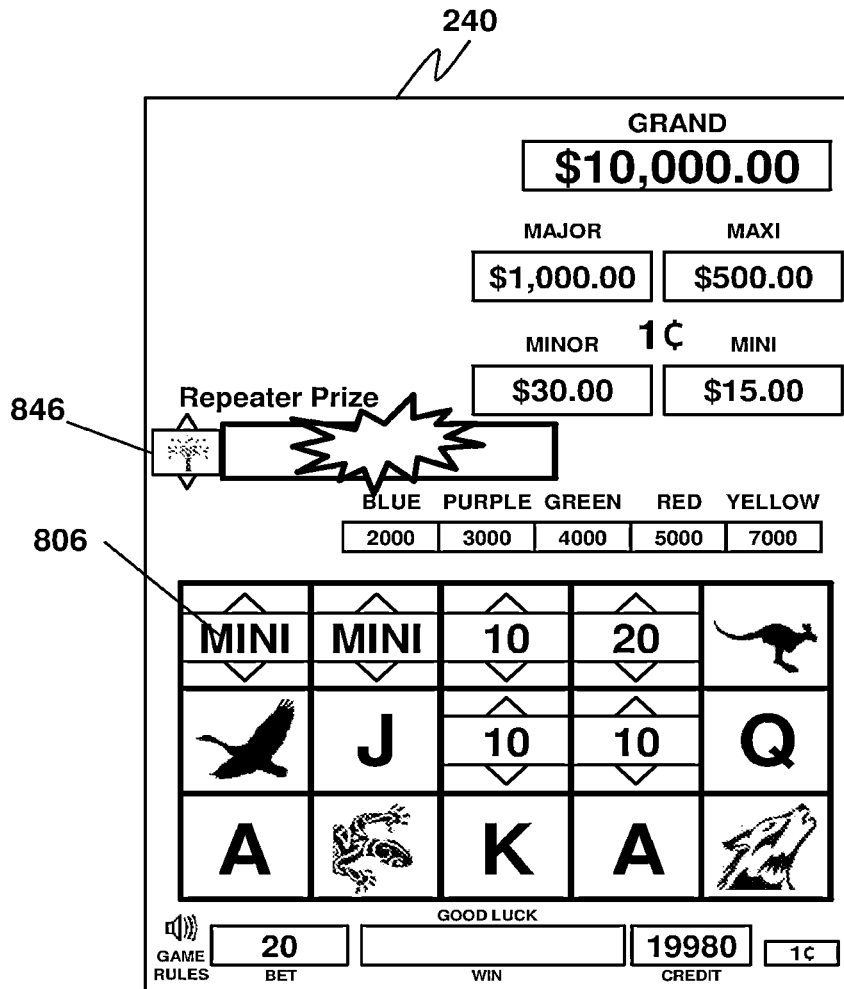 240
GRAND
$10,000.00
MAJOR MAXI
$1,000.00 $500.00
MINOR 1¢ MINI
$30.00 $15.00
Repeater Prize
846
BLUE PURPLE GREEN RED YELLOW
2000 3000 4000 5000 7000
806
MINI MINI 10 20
J 10 10 Q
A K A
GOOD LUCK
GAME RULES 20 19980 1¢
BET WIN CREDIT